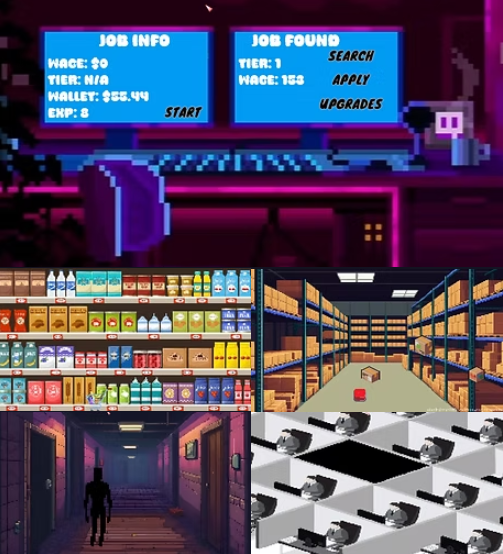 JOB INFO
WAGE: $0
TIER: N/A
WALLET: $55.44
EXP: 8
START
JOB FOUND
TIER: 1
WAGE: 153
SEARCH
APPLY
UPGRADES